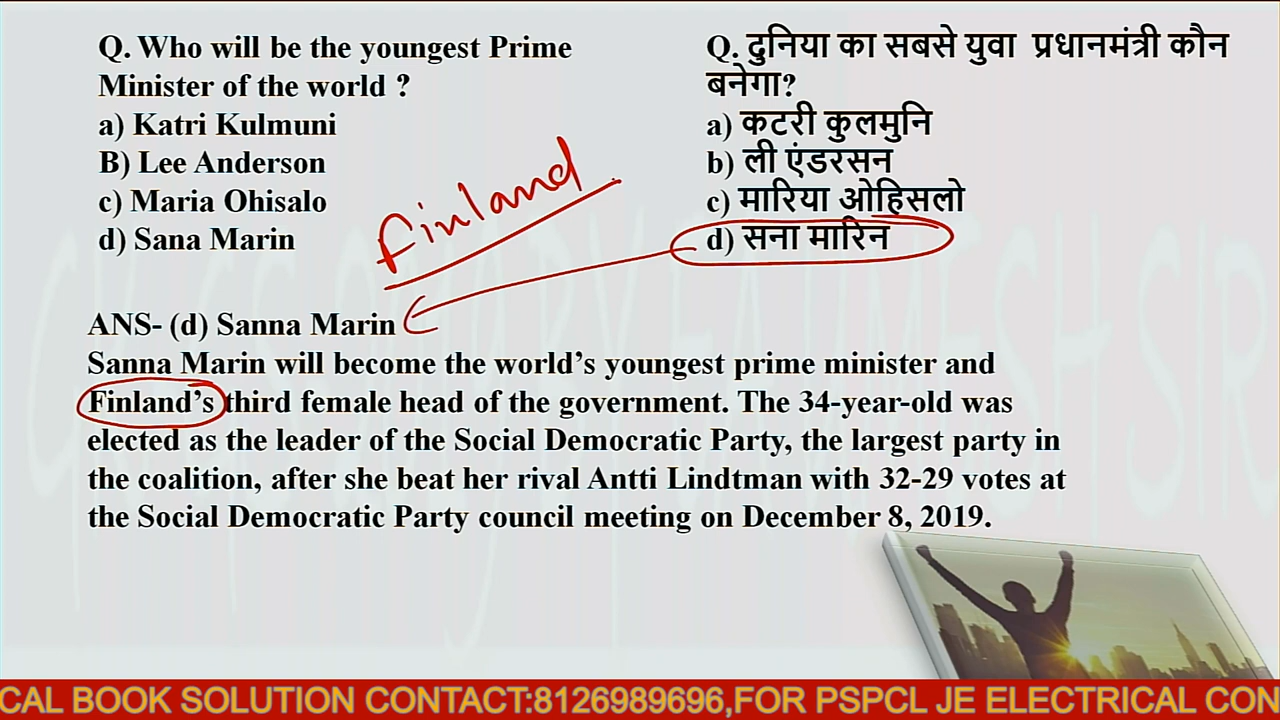 Q. Who will be the youngest Prime
Minister of the world ?
a) Katri Kulmuni
B) Lee Anderson
c) Maria Ohisalo
d) Sana Marin
Q. दुनिया का सबसे युवा प्रधानमंत्री कौन
बनेगा?
a) कटरी कुलमुनि
b) ली एंडरसन
c) मारिया ओहिसलो
d) सना मारिन
Finland
ANS- (d) Sanna Marin
Sanna Marin will become the world’s youngest prime minister and
Finland’s third female head of the government. The 34-year-old was
elected as the leader of the Social Democratic Party, the largest party in
the coalition, after she beat her rival Antti Lindtman with 32-29 votes at
the Social Democratic Party council meeting on December 8, 2019.
CAL BOOK SOLUTION CONTACT:8126989696,FOR PSPCL JE ELECTRICAL CON